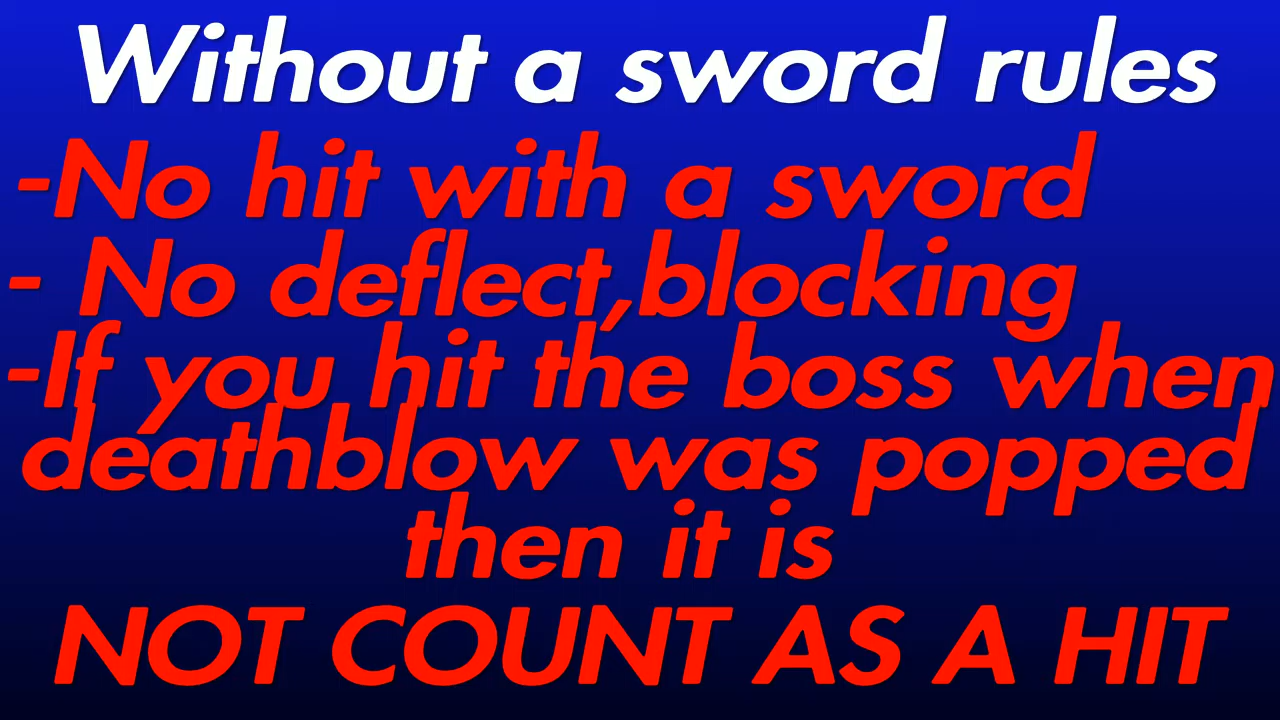 Without a sword rules
-No hit with a sword
- No deflect,blocking
-If you hit the boss when
deathblow was popped
then it is
NOT COUNT AS A HIT